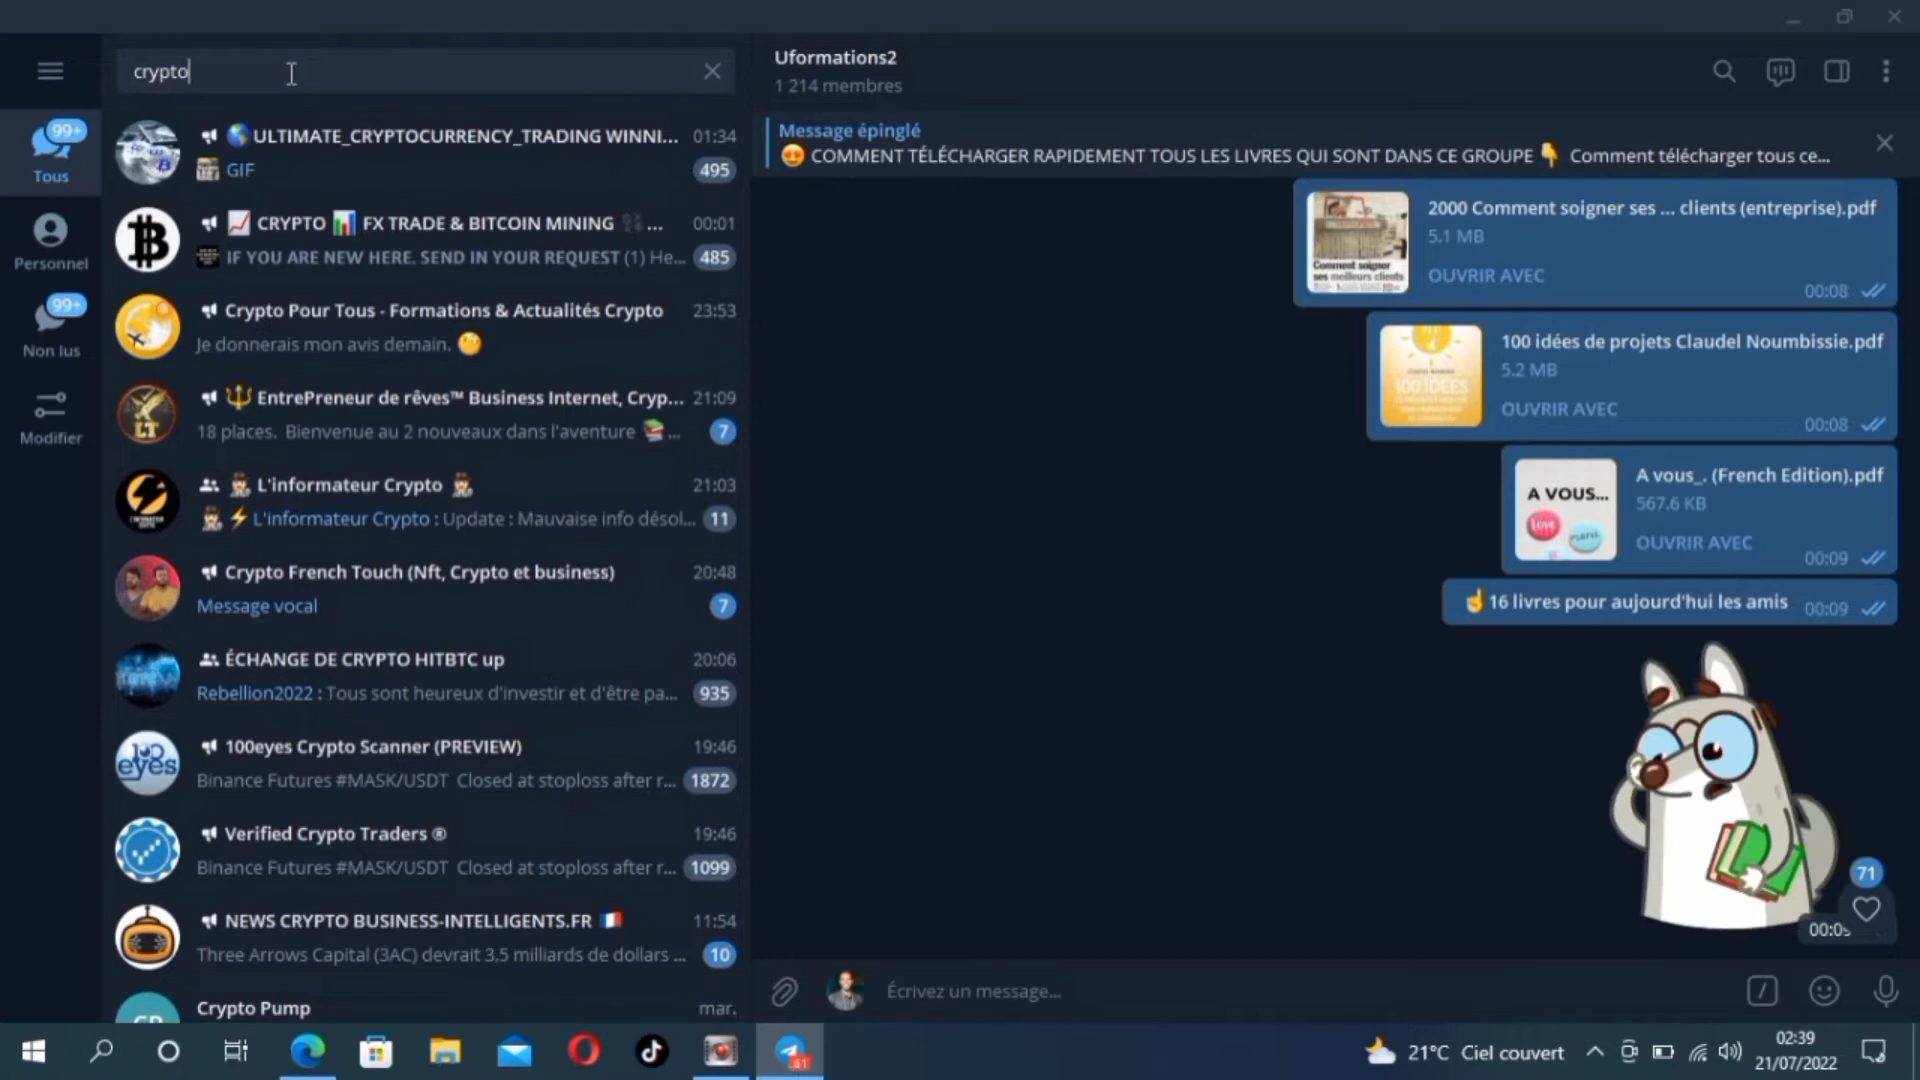 crypto
99+
Tous
Personnel
99+
Non lus
Modifier
ULTIMATE_CRYPTOCURRENCY_TRADING WINNI... 01:34
GIF 495
CRYPTO FX TRADE & BITCOIN MINING ... 00:01
IF YOU ARE NEW HERE. SEND IN YOUR REQUEST (1) He... 485
Crypto Pour Tous - Formations & Actualités Crypto 23:53
Je donnerais mon avis demain.
EntrePreneur de rêves™ Business Internet, Cryp... 21:09
18 places. Bienvenue au 2 nouveaux dans l'aventure ... 7
L'informateur Crypto 21:03
L'informateur Crypto : Update : Mauvaise info désol... 11
Crypto French Touch (Nft, Crypto et business) 20:48
Message vocal 7
ÉCHANGE DE CRYPTO HITBTC up 20:06
Rebellion2022 : Tous sont heureux d'investir et d'être pa... 935
100eyes Crypto Scanner (PREVIEW) 19:46
Binance Futures #MASK/USDT Closed at stoploss after r... 1872
Verified Crypto Traders ® 19:46
Binance Futures #MASK/USDT Closed at stoploss after r... 1099
NEWS CRYPTO BUSINESS-INTELLIGENTS.FR 11:54
Three Arrows Capital (3AC) devrait 3,5 milliards de dollars ... 10
Crypto Pump mar.
Uformations2
1 214 membres
Message épinglé
COMMENT TÉLÉCHARGER RAPIDEMENT TOUS LES LIVRES QUI SONT DANS CE GROUPE Comment télécharger tous ce...
2000 Comment soigner ses ... clients (entreprise).pdf
5.1 MB
OUVRIR AVEC
00:08
Comment soigner
ses meilleurs clients
100 idées de projets Claudel Noumbissie.pdf
5.2 MB
OUVRIR AVEC
00:08
100 IDÉES
A vous_. (French Edition).pdf
567.6 KB
OUVRIR AVEC
00:09
A VOUS...
love
merci
16 livres pour aujourd'hui les amis 00:09
71
Écrivez un message...
61
21°C Ciel couvert
02:39
21/07/2022